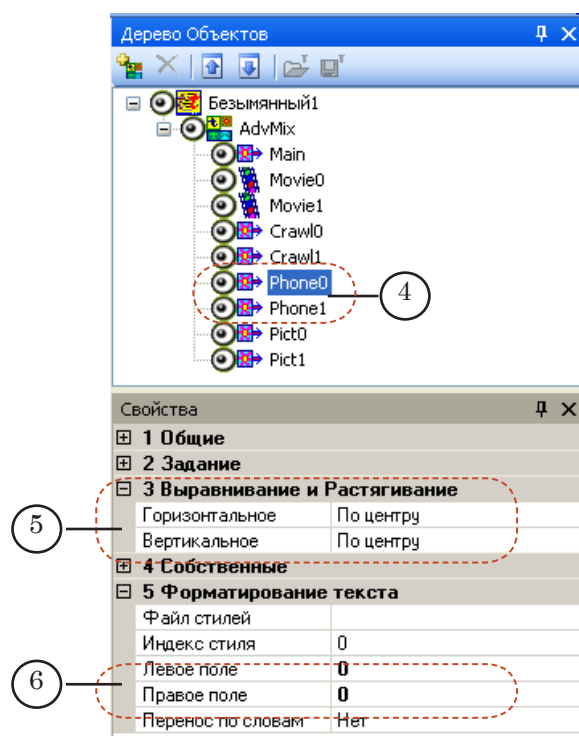 Дерево Объектов
Безымянный1
AdvMix
Main
Movie0
Movie1
Crawl0
Crawl1
Phone0
4
Phone1
Pict0
Pict1
Свойства
1 Общие
2 Задание
3 Выравнивание и Растягивание
5
Горизонтальное По центру
Вертикальное По центру
4 Собственные
5 Форматирование текста
Файл стилей
Индекс стиля 0
Левое поле 0
6
Правое поле 0
Перенос по словам Нет